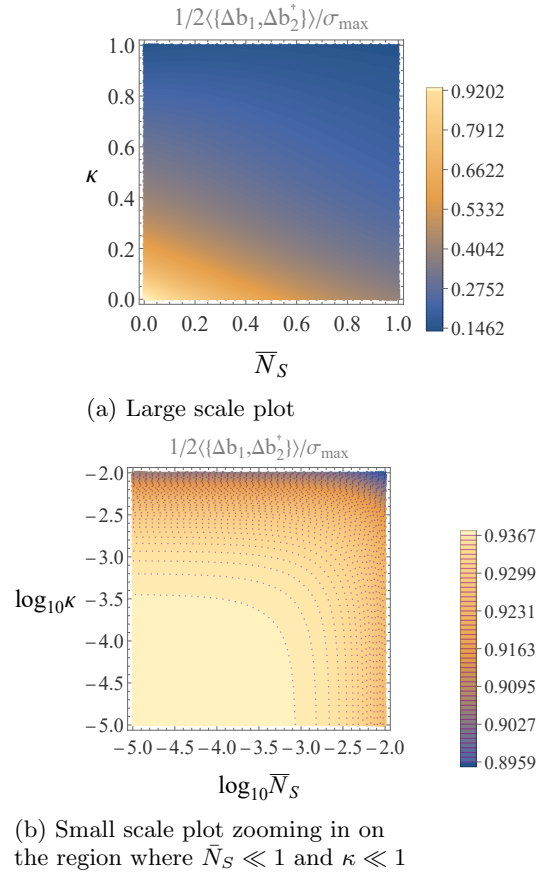 1/2⟨{Δb₁,Δb₂†}⟩/σmax
1.0
0.8
0.6
κ
0.4
0.2
0.0
0.0 0.2 0.4 0.6 0.8 1.0
N̅S
0.9202
0.7912
0.6622
0.5332
0.4042
0.2752
0.1462
(a) Large scale plot
1/2⟨{Δb₁,Δb₂†}⟩/σmax
-2.0
-2.5
-3.0
log₁₀κ
-3.5
-4.0
-4.5
-5.0
-5.0 -4.5 -4.0 -3.5 -3.0 -2.5 -2.0
log₁₀N̅S
0.9367
0.9299
0.9231
0.9163
0.9095
0.9027
0.8959
(b) Small scale plot zooming in on
the region where N̄S ≪ 1 and κ ≪ 1